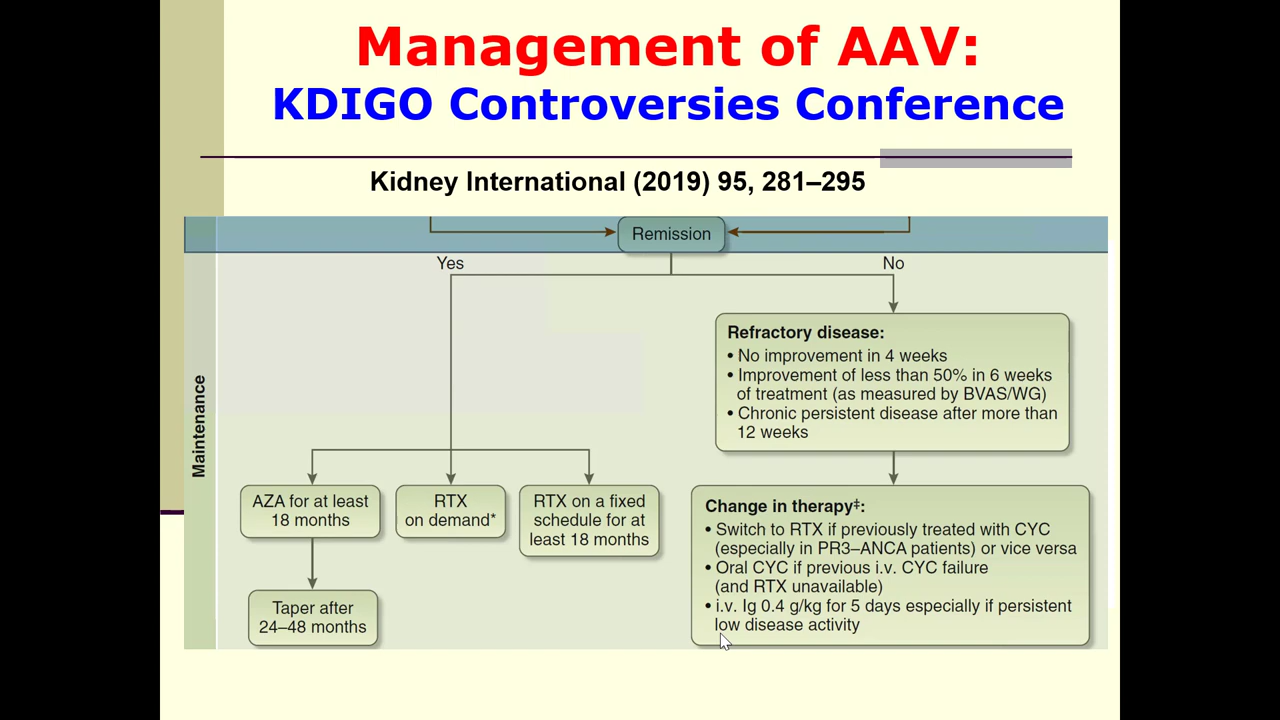 Management of AAV:
KDIGO Controversies Conference
Kidney International (2019) 95, 281–295
Remission
Yes
No
Maintenance
Refractory disease:
• No improvement in 4 weeks
• Improvement of less than 50% in 6 weeks
of treatment (as measured by BVAS/WG)
• Chronic persistent disease after more than
12 weeks
AZA for at least
18 months
RTX
on demand*
RTX on a fixed
schedule for at
least 18 months
Taper after
24–48 months
Change in therapy‡:
• Switch to RTX if previously treated with CYC
(especially in PR3–ANCA patients) or vice versa
• Oral CYC if previous i.v. CYC failure
(and RTX unavailable)
• i.v. Ig 0.4 g/kg for 5 days especially if persistent
low disease activity